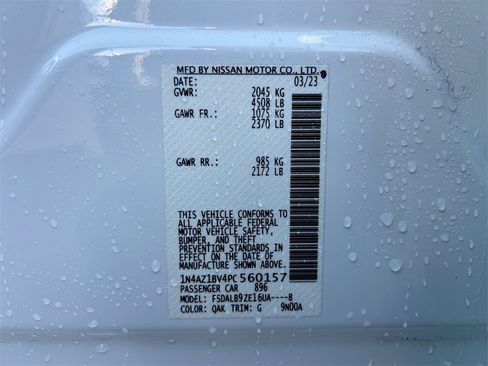 MFD BY NISSAN MOTOR CO., LTD.
DATE: 03/23
GVWR: 2045 KG
4508 LB
GAWR FR.: 1075 KG
2370 LB
GAWR RR.: 985 KG
2172 LB
THIS VEHICLE CONFORMS TO
ALL APPLICABLE FEDERAL
MOTOR VEHICLE SAFETY,
BUMPER, AND THEFT
PREVENTION STANDARDS IN
EFFECT ON THE DATE OF
MANUFACTURE SHOWN ABOVE.
1N4AZ1BV4PC560157
PASSENGER CAR 896
MODEL: FSDALB9ZE16UA----B
COLOR: QAK TRIM: G 9N00A